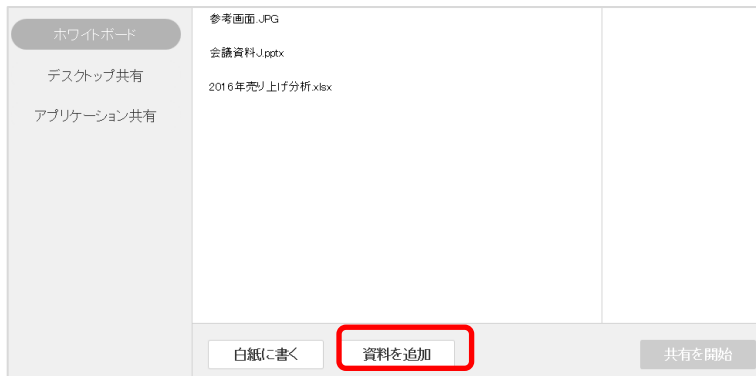 ホワイトボード
デスクトップ共有
アプリケーション共有
参考画面.JPG
会議資料J.pptx
2016年売り上げ分析.xlsx
白紙に書く
資料を追加
共有を開始